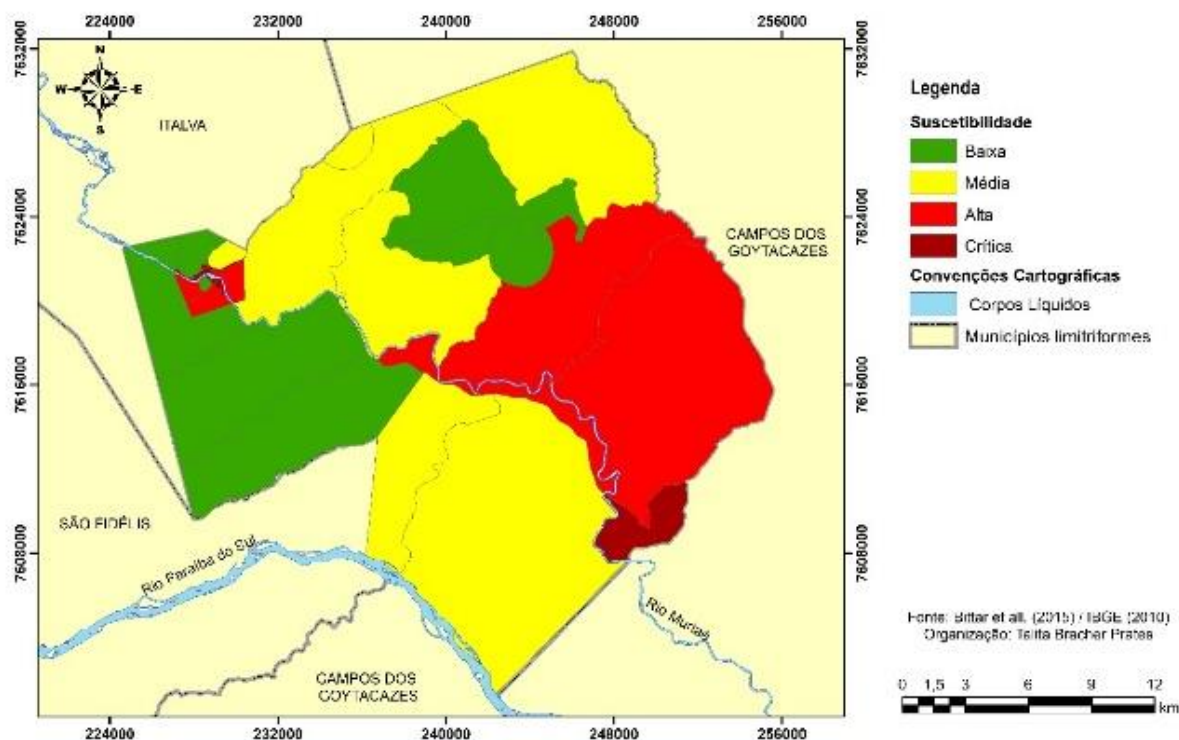 224000 232000 240000 248000 256000
7632000 7632000
N
W E
S
ITALVA
7624000 7624000
CAMPOS DOS
GOYTACAZES
7616000 7616000
SÃO FIDÉLIS
Rio Paraíba do Sul
7608000 7608000
Rio Muriaé
CAMPOS DOS
GOYTACAZES
224000 232000 240000 248000 256000
Legenda
Suscetibilidade
Baixa
Média
Alta
Crítica
Convenções Cartográficas
Corpos Líquidos
Municípios limitriformes
Fonte: Bittar et all. (2015) / IBGE (2010)
Organização: Talita Bracher Prates
0 1,5 3 6 9 12
km